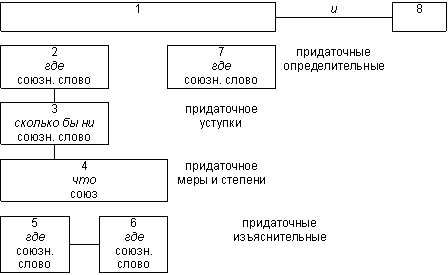 1
и
8
2
где
союзн. слово
7
где
союзн. слово
придаточные
определительные
3
сколько бы ни
союзн. слово
придаточное
уступки
4
что
союз
придаточное
меры и степени
5
где
союзн.
слово
6
где
союзн.
слово
придаточные
изъяснительные